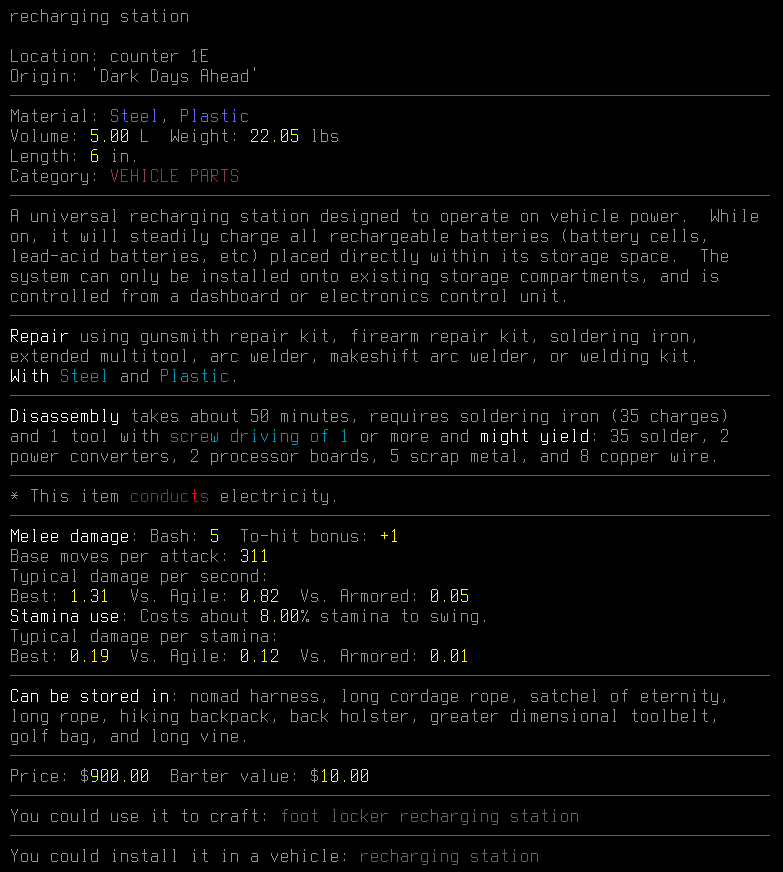 recharging station
Location: counter 1E
Origin: 'Dark Days Ahead'
Material: Steel, Plastic
Volume: 5.00 L  Weight: 22.05 lbs
Length: 6 in.
Category: VEHICLE PARTS
A universal recharging station designed to operate on vehicle power.  While
on, it will steadily charge all rechargeable batteries (battery cells,
lead-acid batteries, etc) placed directly within its storage space.  The
system can only be installed onto existing storage compartments, and is
controlled from a dashboard or electronics control unit.
Repair using gunsmith repair kit, firearm repair kit, soldering iron,
extended multitool, arc welder, makeshift arc welder, or welding kit.
With Steel and Plastic.
Disassembly takes about 50 minutes, requires soldering iron (35 charges)
and 1 tool with screw driving of 1 or more and might yield: 35 solder, 2
power converters, 2 processor boards, 5 scrap metal, and 8 copper wire.
* This item conducts electricity.
Melee damage: Bash: 5  To-hit bonus: +1
Base moves per attack: 311
Typical damage per second:
Best: 1.31  Vs. Agile: 0.82  Vs. Armored: 0.05
Stamina use: Costs about 8.00% stamina to swing.
Typical damage per stamina:
Best: 0.19  Vs. Agile: 0.12  Vs. Armored: 0.01
Can be stored in: nomad harness, long cordage rope, satchel of eternity,
long rope, hiking backpack, back holster, greater dimensional toolbelt,
golf bag, and long vine.
Price: $900.00  Barter value: $10.00
You could use it to craft: foot locker recharging station
You could install it in a vehicle: recharging station